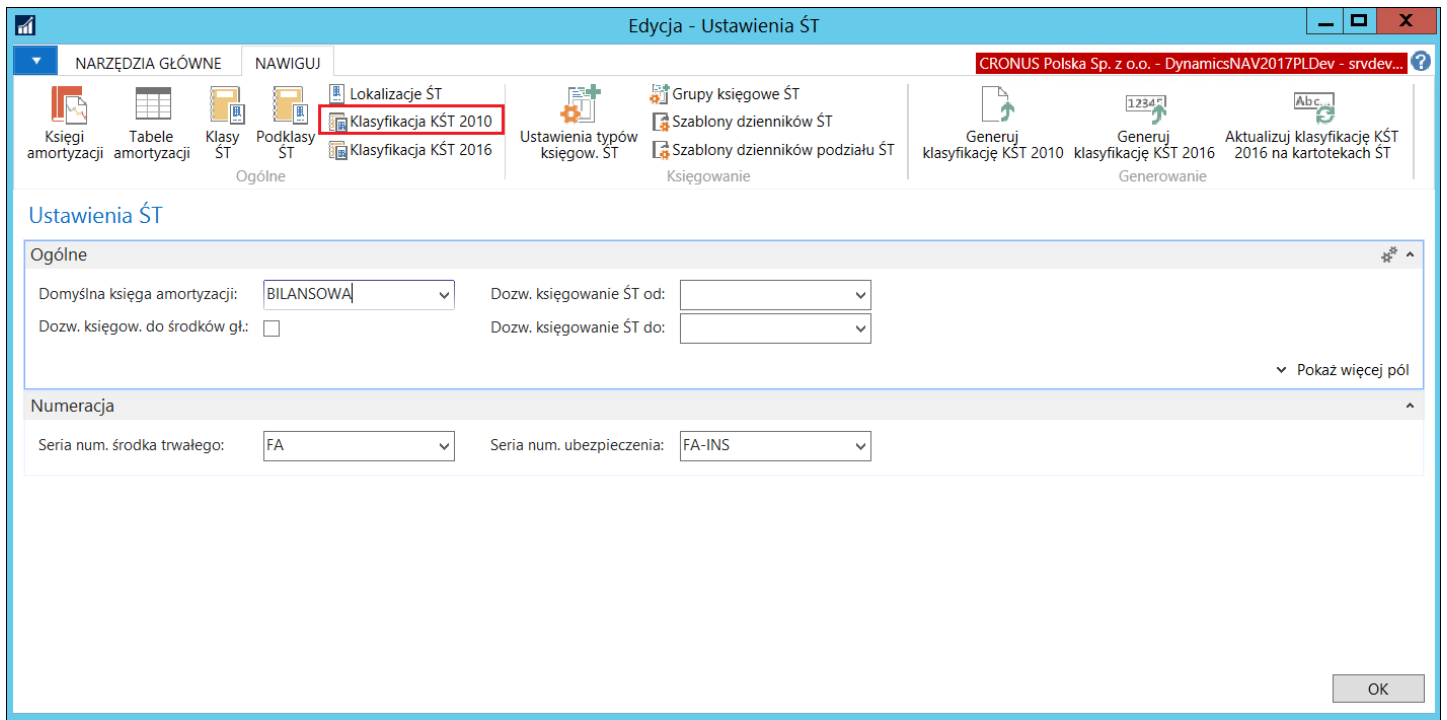 Edycja - Ustawienia ŚT
NARZĘDZIA GŁÓWNE
NAWIGUJ
CRONUS Polska Sp. z o.o. - DynamicsNAV2017PLDev - srvdev...
?
Księgi
amortyzacji
Tabele
amortyzacji
Klasy
ŚT
Podklasy
ŚT
Lokalizacje ŚT
Klasyfikacja KŚT 2010
Klasyfikacja KŚT 2016
Ogólne
Ustawienia typów
księgow. ŚT
Grupy księgowe ŚT
Szablony dzienników ŚT
Szablony dzienników podziału ŚT
Księgowanie
Generuj
klasyfikację KŚT 2010
12345
Generuj
klasyfikację KŚT 2016
Abc...
Aktualizuj klasyfikację KŚT
2016 na kartotekach ŚT
Generowanie
Ustawienia ŚT
Ogólne
Domyślna księga amortyzacji: BILANSOWA
Dozw. księgowanie ŚT od:
Dozw. księgow. do środków gł.:
Dozw. księgowanie ŚT do:
Pokaż więcej pól
Numeracja
Seria num. środka trwałego: FA
Seria num. ubezpieczenia: FA-INS
OK